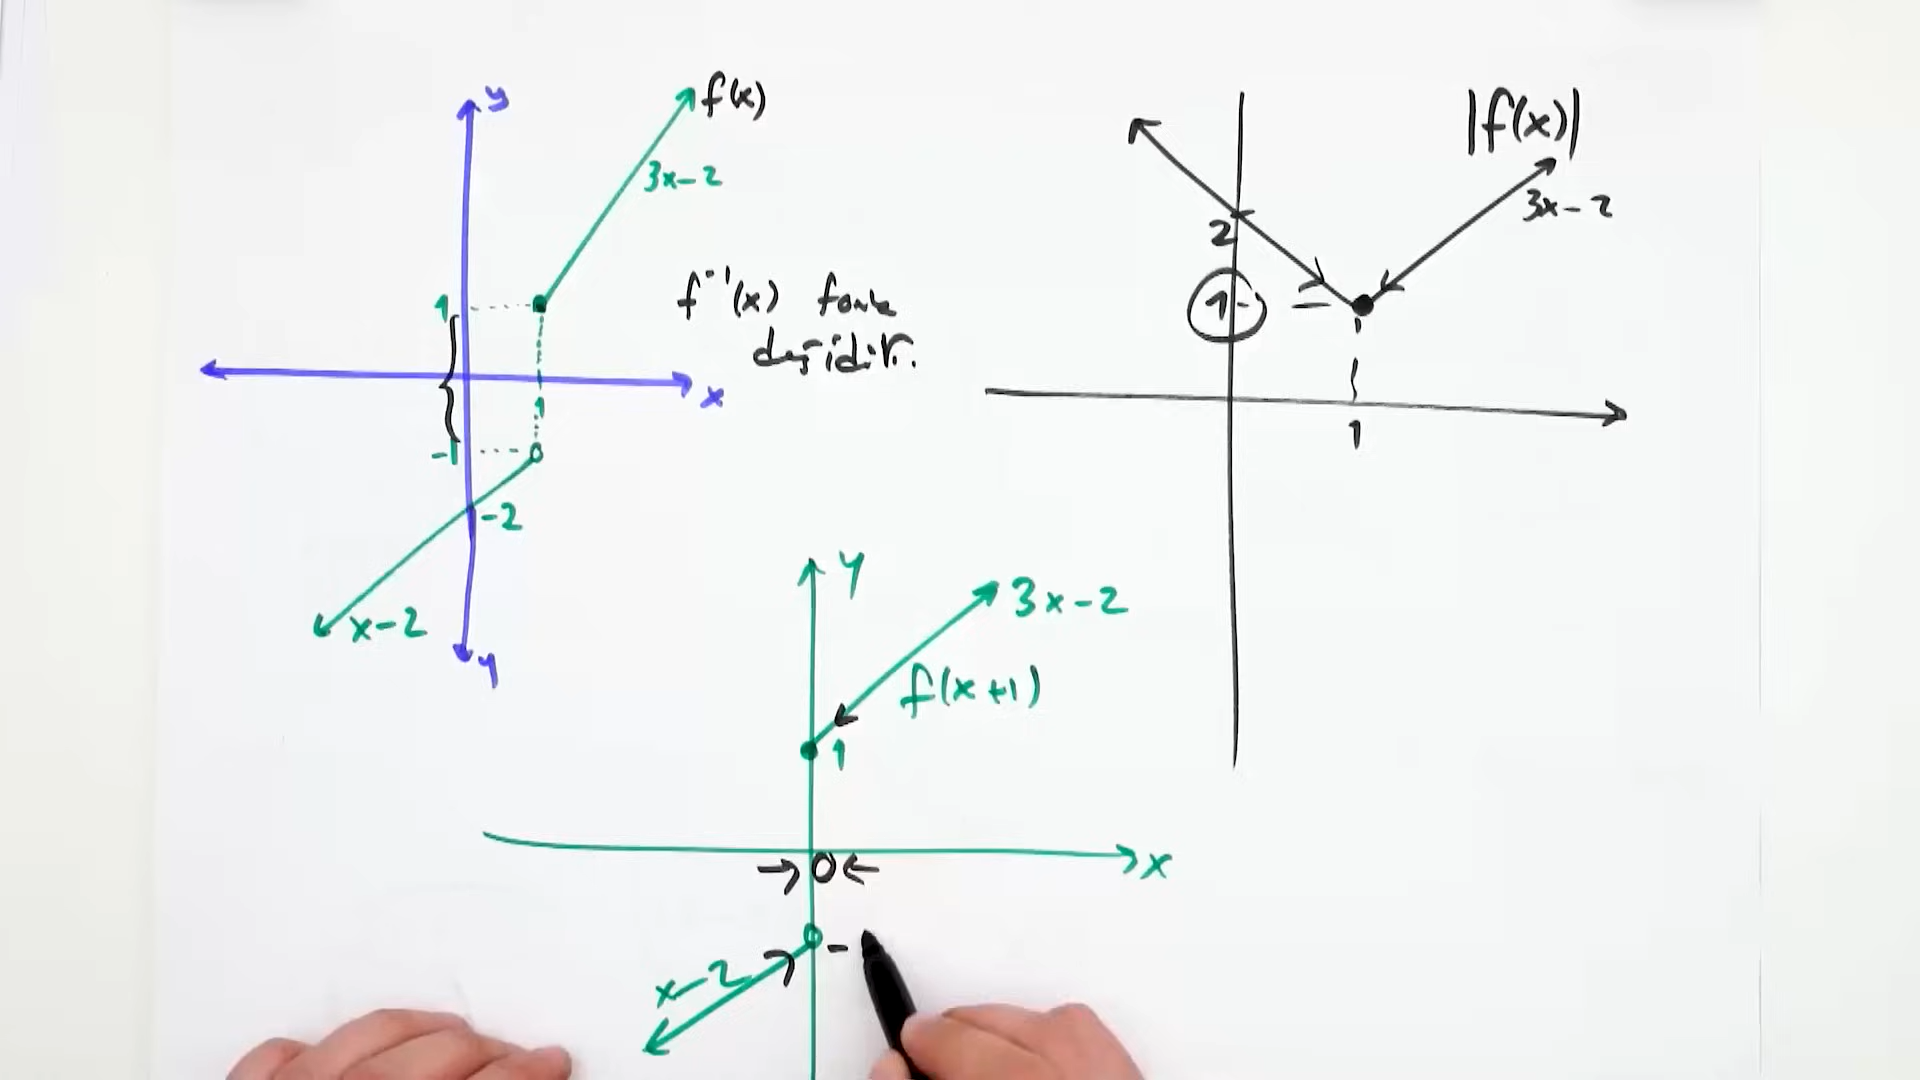 y
f(x)
3x-2
1
x
1
-1
-2
x-2
y
f⁻¹(x) fonk
değildir.
|f(x)|
3x-2
2
1
1
y
3x-2
f(x+1)
1
x
→0←
-
x-2